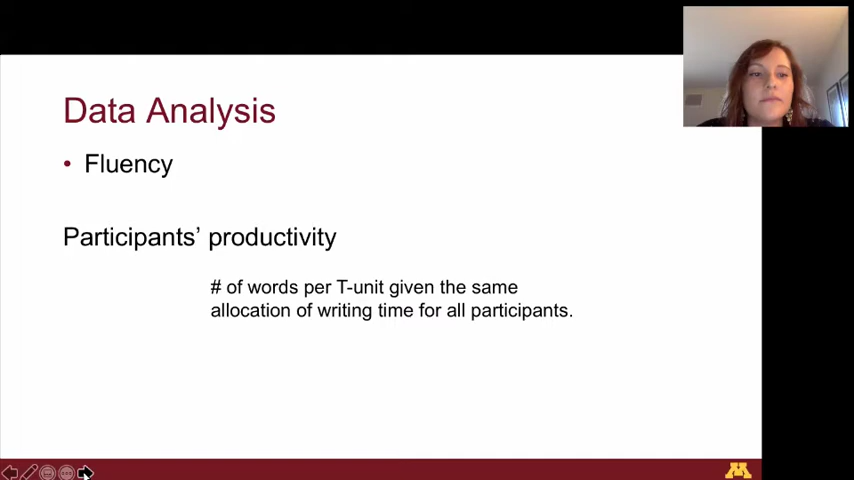 Data Analysis
• Fluency
Participants’ productivity
# of words per T-unit given the same
allocation of writing time for all participants.
M